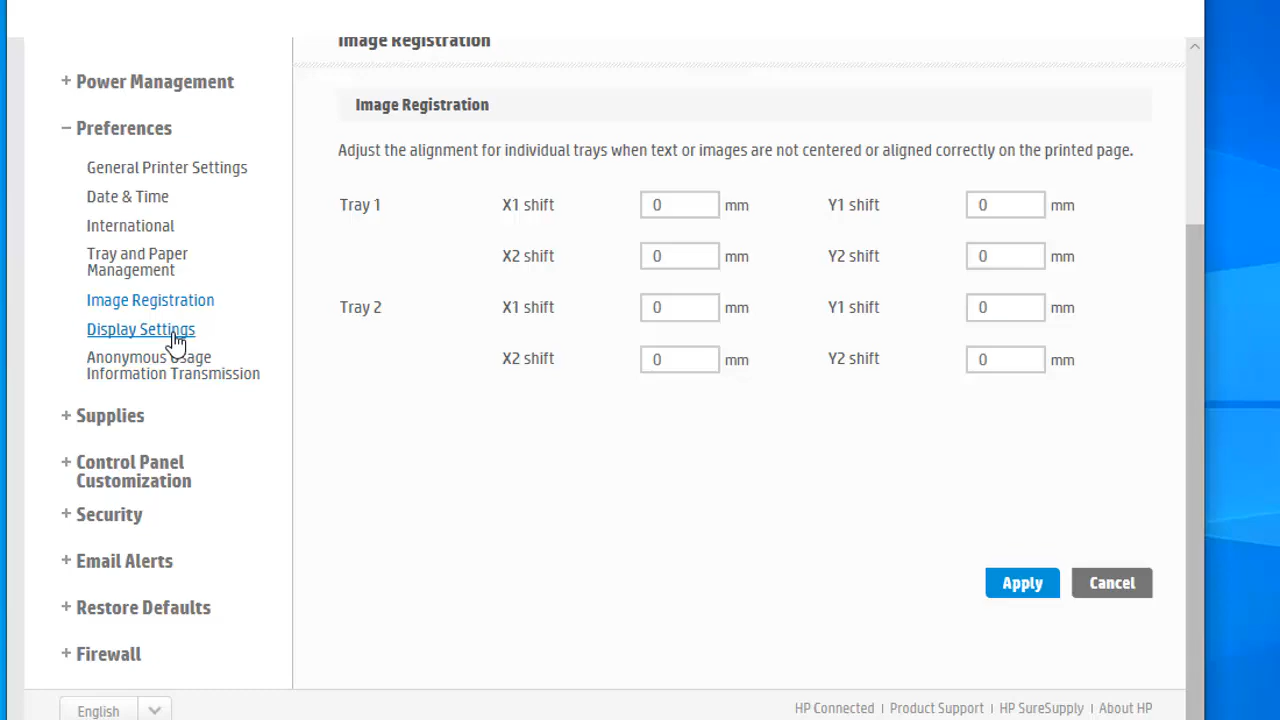 Image Registration
+ Power Management
− Preferences
General Printer Settings
Date & Time
International
Tray and Paper
Management
Image Registration
Display Settings
Anonymous Usage
Information Transmission
+ Supplies
+ Control Panel
Customization
+ Security
+ Email Alerts
+ Restore Defaults
+ Firewall
Image Registration
Adjust the alignment for individual trays when text or images are not centered or aligned correctly on the printed page.
Tray 1 X1 shift 0 mm Y1 shift 0 mm
X2 shift 0 mm Y2 shift 0 mm
Tray 2 X1 shift 0 mm Y1 shift 0 mm
X2 shift 0 mm Y2 shift 0 mm
Apply Cancel
English
HP Connected | Product Support | HP SureSupply | About HP